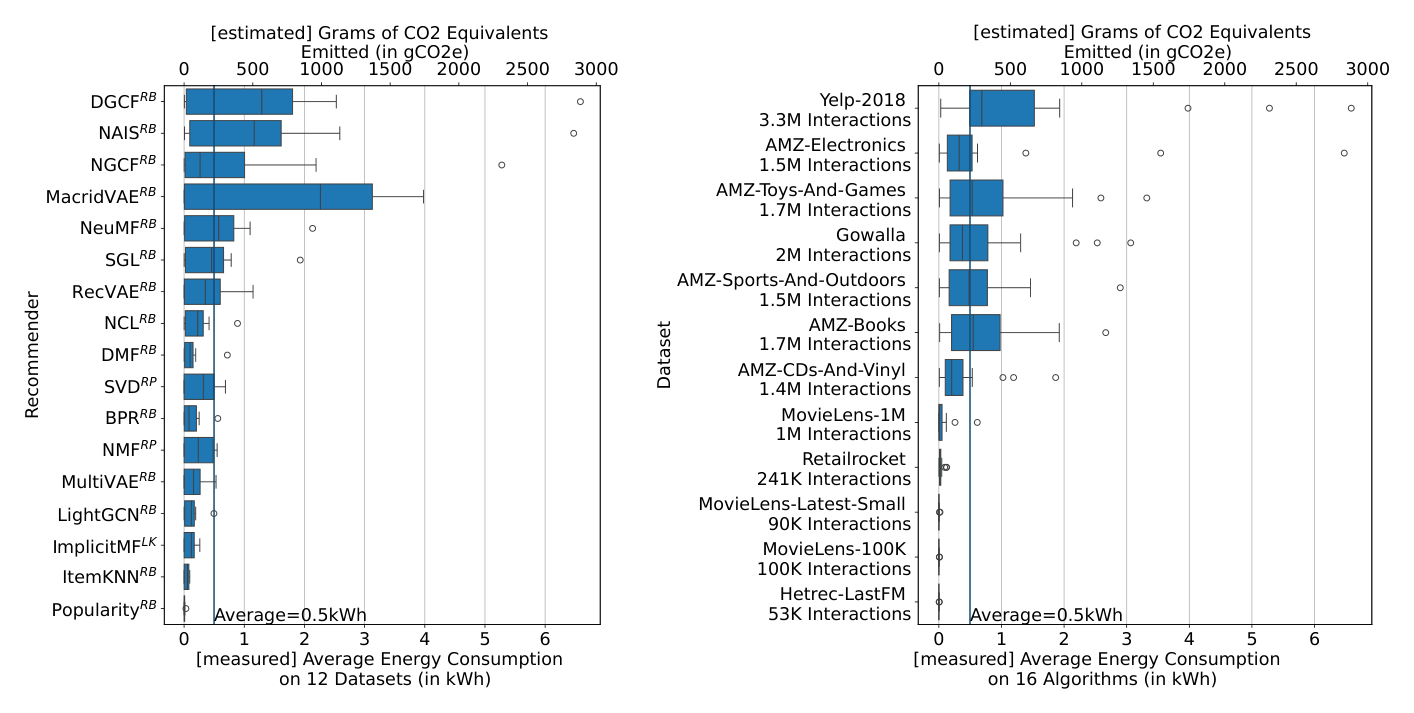 [estimated] Grams of CO2 Equivalents
Emitted (in gCO2e)
0 500 1000 1500 2000 2500 3000
DGCF^RB
NAIS^RB
NGCF^RB
MacridVAE^RB
NeuMF^RB
SGL^RB
RecVAE^RB
NCL^RB
DMF^RB
SVD^RP
BPR^RB
NMF^RP
MultiVAE^RB
LightGCN^RB
ImplicitMF^LK
ItemKNN^RB
Popularity^RB
Recommender
Average=0.5kWh
0 1 2 3 4 5 6
[measured] Average Energy Consumption
on 12 Datasets (in kWh)
[estimated] Grams of CO2 Equivalents
Emitted (in gCO2e)
0 500 1000 1500 2000 2500 3000
Yelp-2018
3.3M Interactions
AMZ-Electronics
1.5M Interactions
AMZ-Toys-And-Games
1.7M Interactions
Gowalla
2M Interactions
AMZ-Sports-And-Outdoors
1.5M Interactions
AMZ-Books
1.7M Interactions
AMZ-CDs-And-Vinyl
1.4M Interactions
MovieLens-1M
1M Interactions
Retailrocket
241K Interactions
MovieLens-Latest-Small
90K Interactions
MovieLens-100K
100K Interactions
Hetrec-LastFM
53K Interactions
Dataset
Average=0.5kWh
0 1 2 3 4 5 6
[measured] Average Energy Consumption
on 16 Algorithms (in kWh)